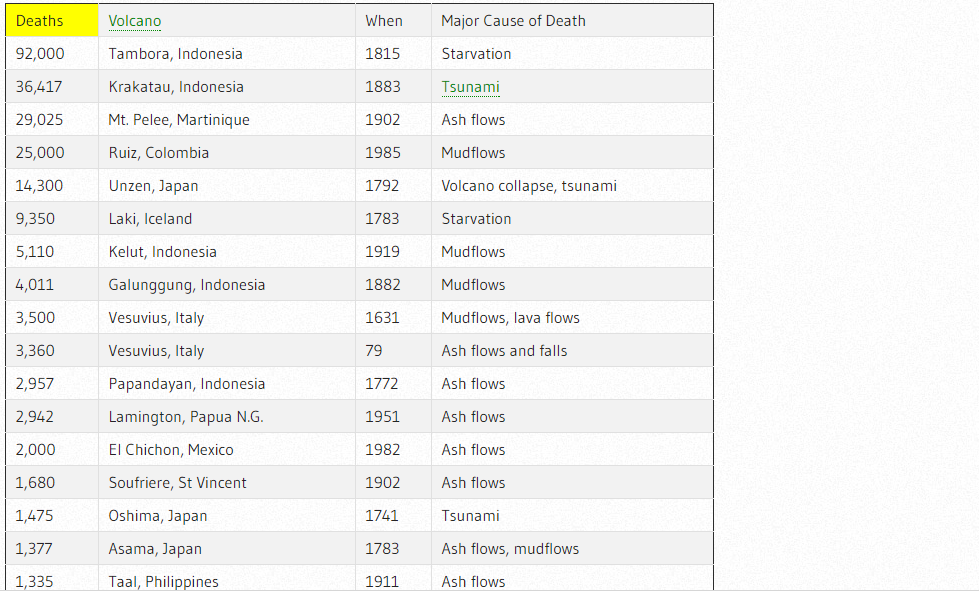 Deaths Volcano When Major Cause of Death
92,000 Tambora, Indonesia 1815 Starvation
36,417 Krakatau, Indonesia 1883 Tsunami
29,025 Mt. Pelee, Martinique 1902 Ash flows
25,000 Ruiz, Colombia 1985 Mudflows
14,300 Unzen, Japan 1792 Volcano collapse, tsunami
9,350 Laki, Iceland 1783 Starvation
5,110 Kelut, Indonesia 1919 Mudflows
4,011 Galunggung, Indonesia 1882 Mudflows
3,500 Vesuvius, Italy 1631 Mudflows, lava flows
3,360 Vesuvius, Italy 79 Ash flows and falls
2,957 Papandayan, Indonesia 1772 Ash flows
2,942 Lamington, Papua N.G. 1951 Ash flows
2,000 El Chichon, Mexico 1982 Ash flows
1,680 Soufriere, St Vincent 1902 Ash flows
1,475 Oshima, Japan 1741 Tsunami
1,377 Asama, Japan 1783 Ash flows, mudflows
1,335 Taal, Philippines 1911 Ash flows